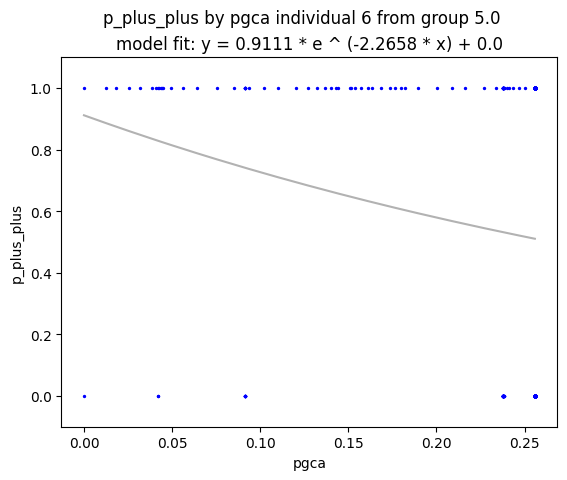 p_plus_plus by pgca individual 6 from group 5.0
model fit: y = 0.9111 * e ^ (-2.2658 * x) + 0.0
1.0
0.8
0.6
0.4
0.2
0.0
p_plus_plus
0.00 0.05 0.10 0.15 0.20 0.25
pgca